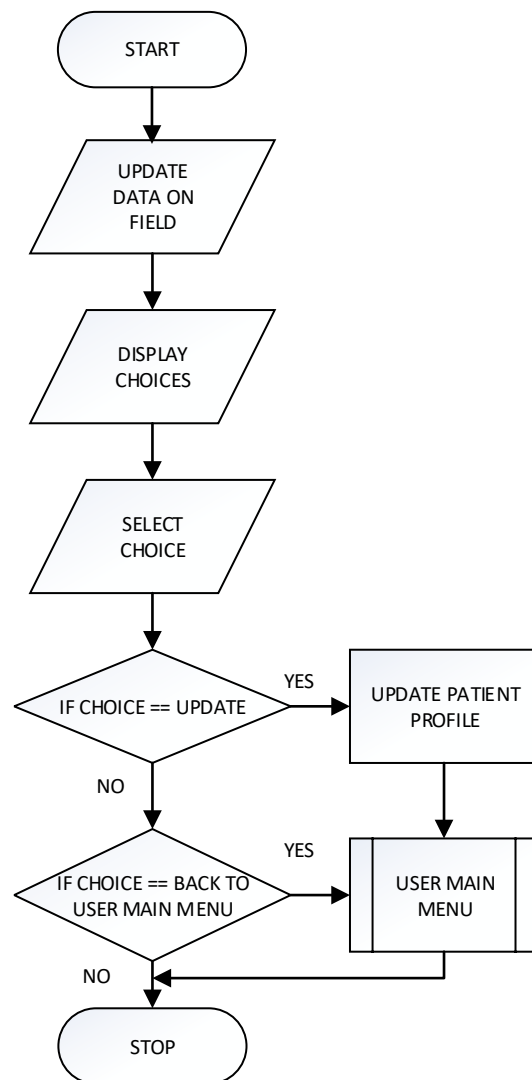 START
UPDATE
DATA ON
FIELD
DISPLAY
CHOICES
SELECT
CHOICE
IF CHOICE == UPDATE
YES
UPDATE PATIENT
PROFILE
NO
IF CHOICE == BACK TO
USER MAIN MENU
YES
USER MAIN
MENU
NO
STOP